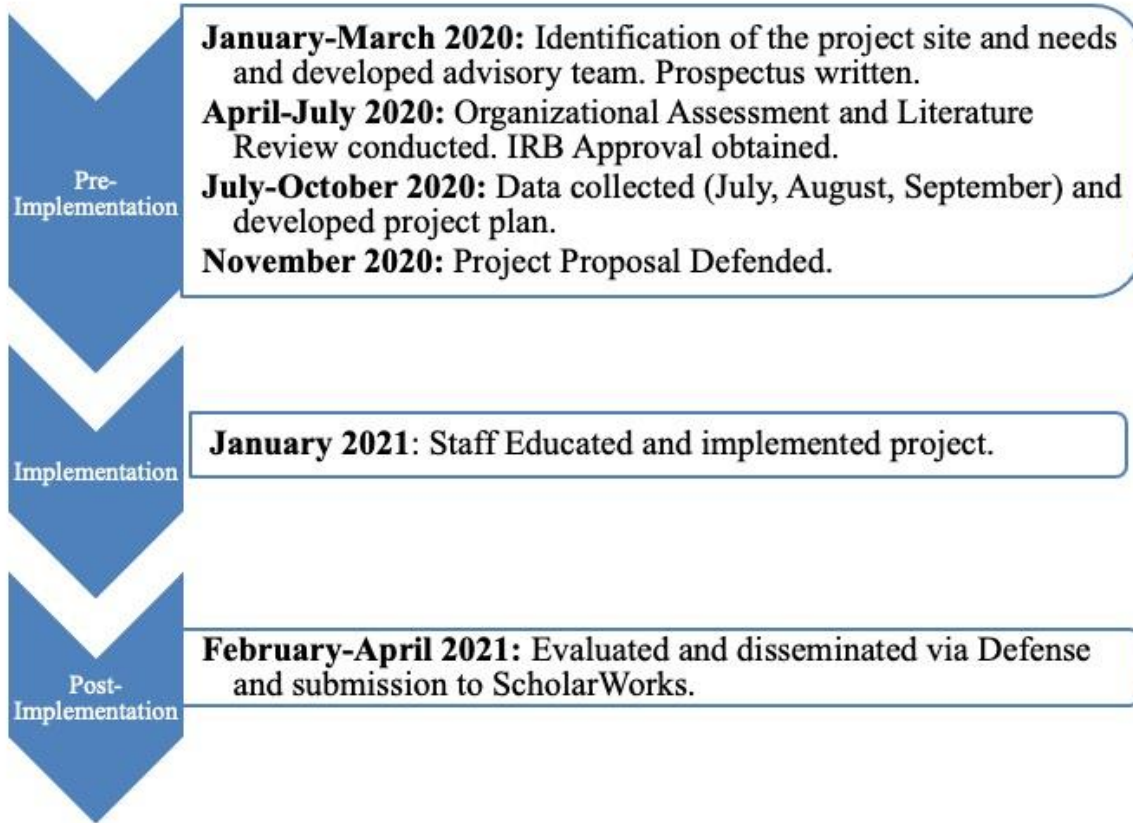 January-March 2020: Identification of the project site and needs
and developed advisory team. Prospectus written.
April-July 2020: Organizational Assessment and Literature
Review conducted. IRB Approval obtained.
July-October 2020: Data collected (July, August, September) and
developed project plan.
November 2020: Project Proposal Defended.
Pre-
Implementation
January 2021: Staff Educated and implemented project.
Implementation
February-April 2021: Evaluated and disseminated via Defense
and submission to ScholarWorks.
Post-
Implementation